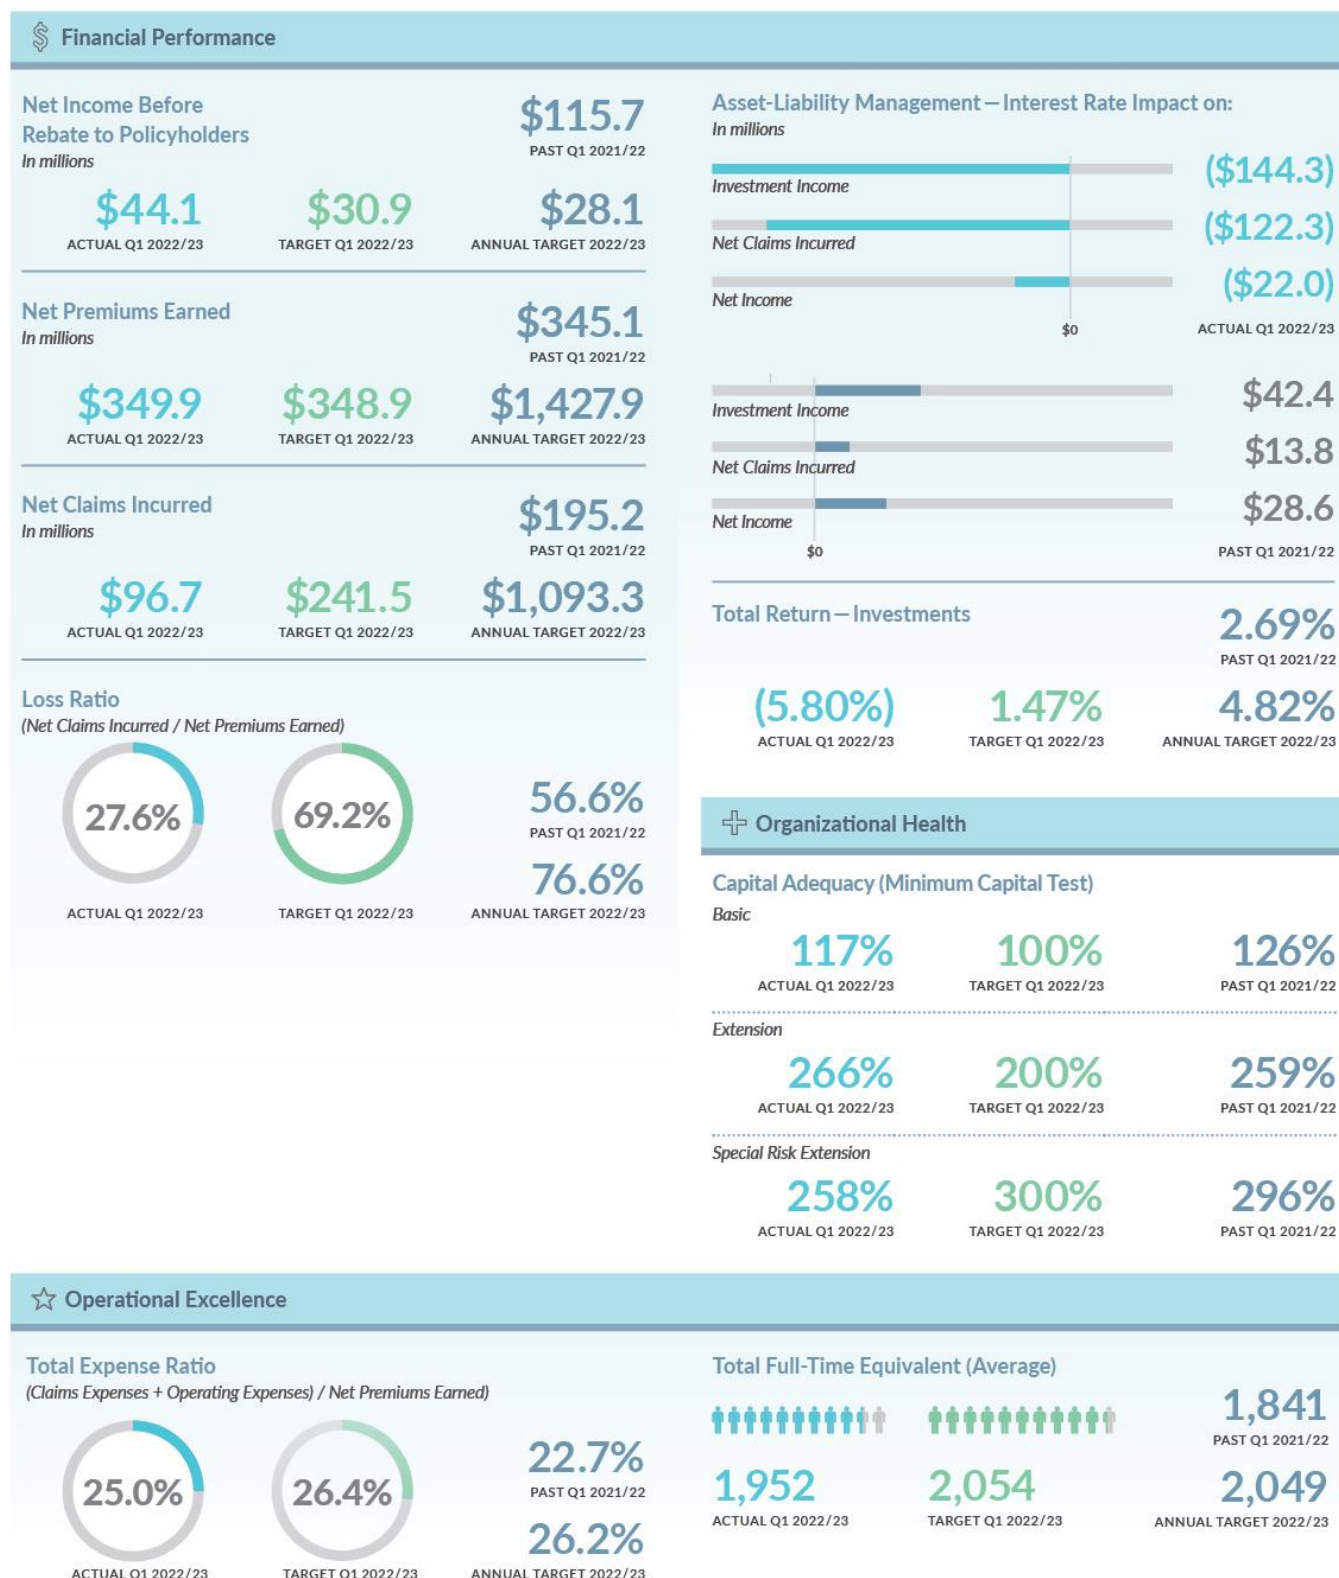 Financial Performance
Net Income Before
Rebate to Policyholders
In millions
$115.7
PAST Q1 2021/22
$44.1
ACTUAL Q1 2022/23
$30.9
TARGET Q1 2022/23
$28.1
ANNUAL TARGET 2022/23
Net Premiums Earned
In millions
$345.1
PAST Q1 2021/22
$349.9
ACTUAL Q1 2022/23
$348.9
TARGET Q1 2022/23
$1,427.9
ANNUAL TARGET 2022/23
Net Claims Incurred
In millions
$195.2
PAST Q1 2021/22
$96.7
ACTUAL Q1 2022/23
$241.5
TARGET Q1 2022/23
$1,093.3
ANNUAL TARGET 2022/23
Loss Ratio
(Net Claims Incurred / Net Premiums Earned)
27.6%
ACTUAL Q1 2022/23
69.2%
TARGET Q1 2022/23
56.6%
PAST Q1 2021/22
76.6%
ANNUAL TARGET 2022/23
Asset-Liability Management — Interest Rate Impact on:
In millions
Investment Income
($144.3)
Net Claims Incurred
($122.3)
Net Income
($22.0)
$0
ACTUAL Q1 2022/23
Investment Income
$42.4
Net Claims Incurred
$13.8
Net Income
$28.6
$0
PAST Q1 2021/22
Total Return — Investments
2.69%
PAST Q1 2021/22
(5.80%)
ACTUAL Q1 2022/23
1.47%
TARGET Q1 2022/23
4.82%
ANNUAL TARGET 2022/23
Organizational Health
Capital Adequacy (Minimum Capital Test)
Basic
117%
ACTUAL Q1 2022/23
100%
TARGET Q1 2022/23
126%
PAST Q1 2021/22
Extension
266%
ACTUAL Q1 2022/23
200%
TARGET Q1 2022/23
259%
PAST Q1 2021/22
Special Risk Extension
258%
ACTUAL Q1 2022/23
300%
TARGET Q1 2022/23
296%
PAST Q1 2021/22
Operational Excellence
Total Expense Ratio
(Claims Expenses + Operating Expenses) / Net Premiums Earned)
25.0%
ACTUAL Q1 2022/23
26.4%
TARGET Q1 2022/23
22.7%
PAST Q1 2021/22
26.2%
ANNUAL TARGET 2022/23
Total Full-Time Equivalent (Average)
1,841
PAST Q1 2021/22
1,952
ACTUAL Q1 2022/23
2,054
TARGET Q1 2022/23
2,049
ANNUAL TARGET 2022/23